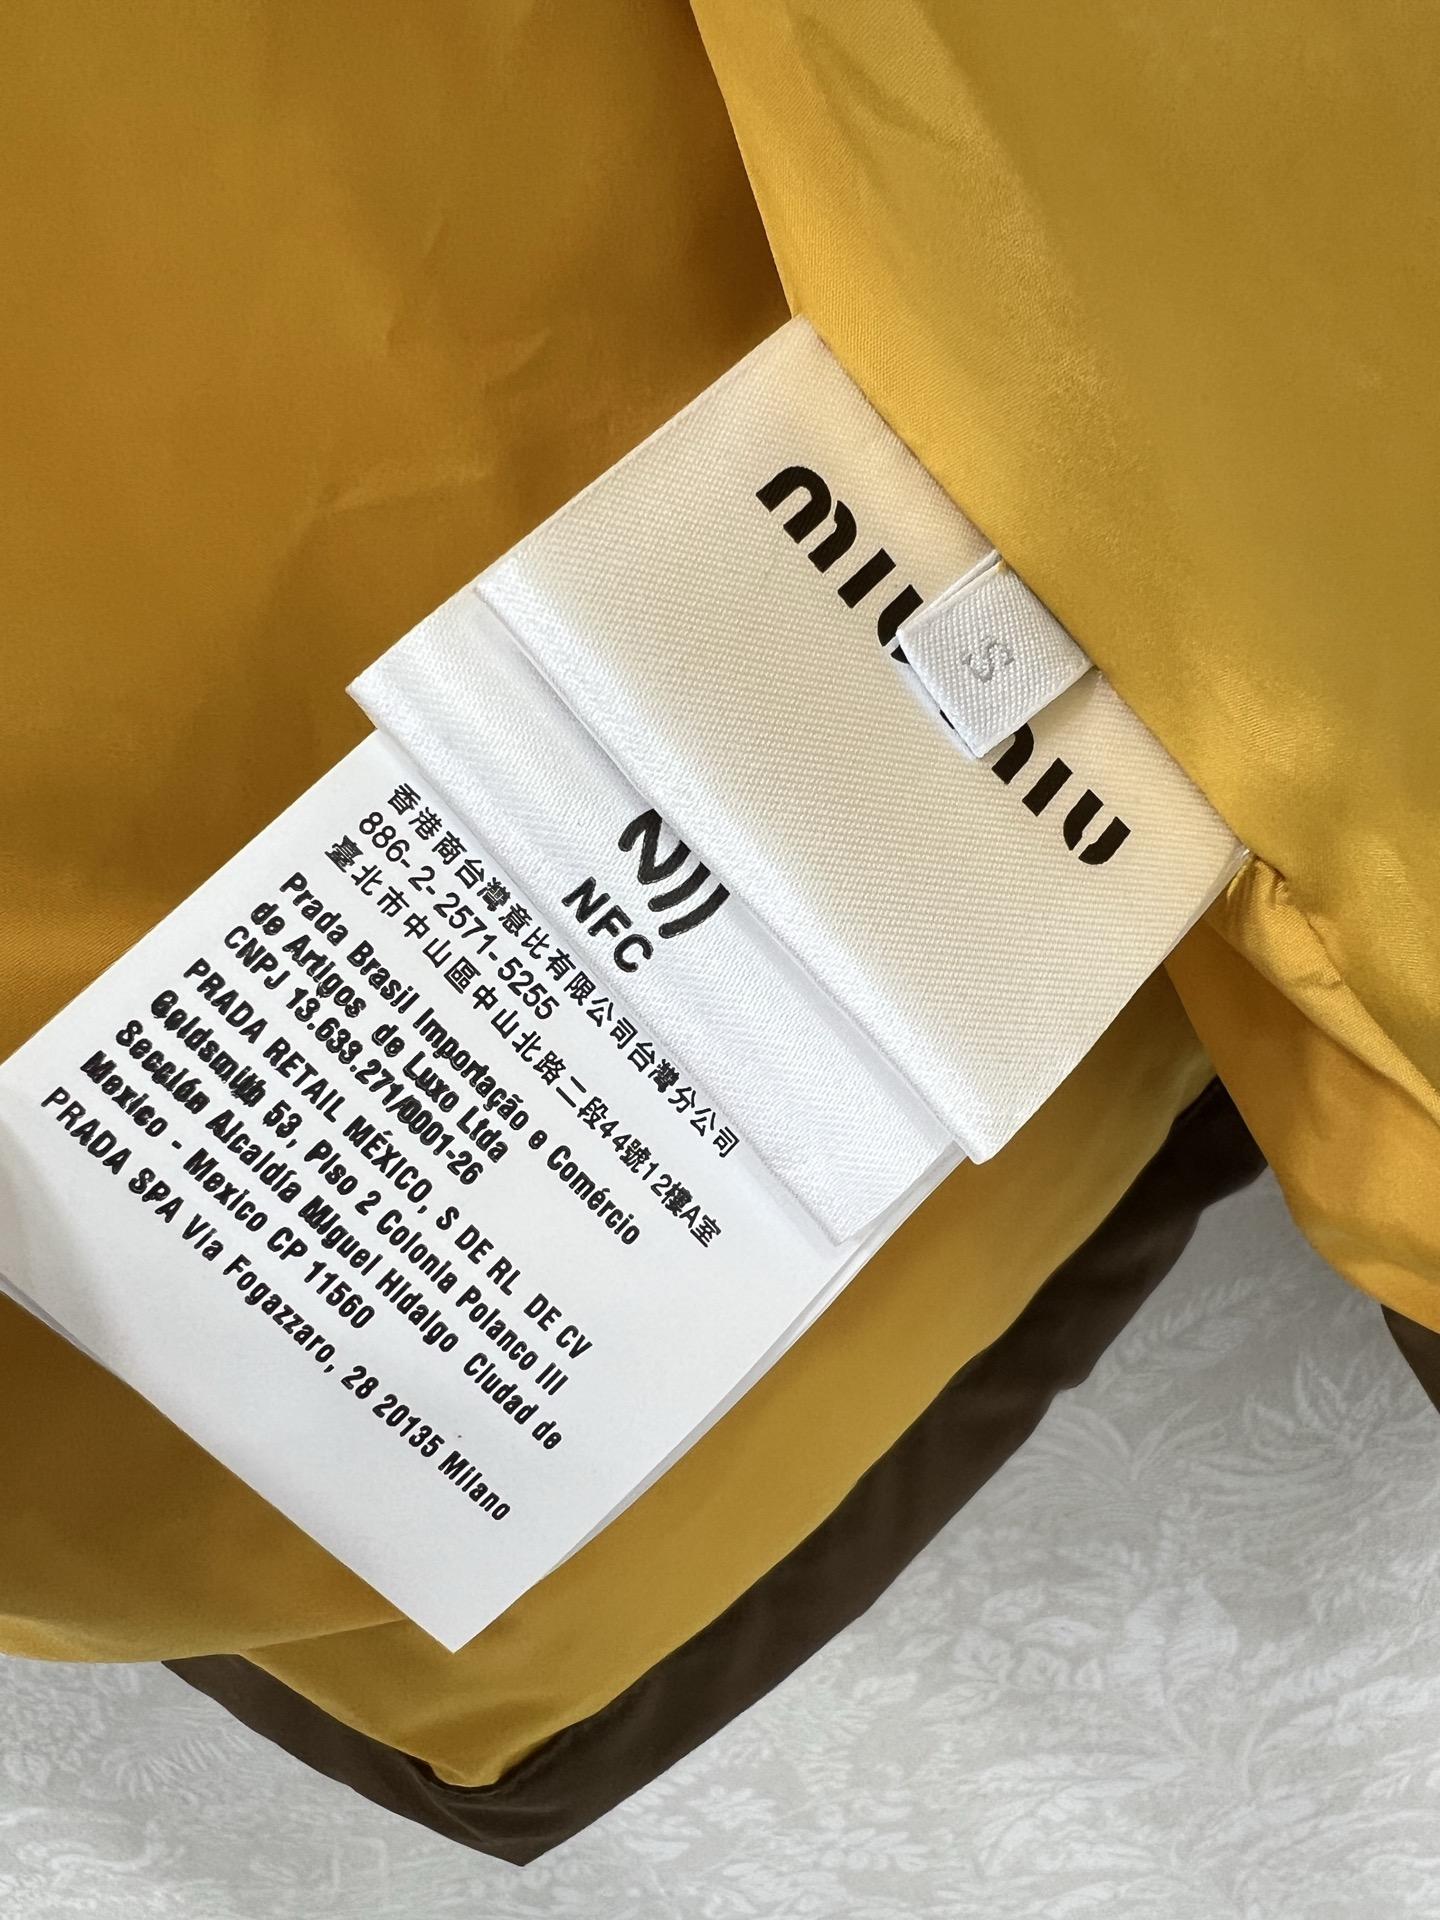 miu miu
S
NFC
香港商台灣意比有限公司台灣分公司
886-2-2571-5255
臺北市中山區中山北路二段44號12樓A室
Prada Brasil Importação e Comércio
de Artigos de Luxo Ltda
CNPJ 13.639.271/0001-26
PRADA RETAIL MÉXICO, S DE RL DE CV
Goldsmith 53, Piso 2 Colonia Polanco III
Sección Alcaldía Miguel Hidalgo Ciudad de
Mexico - Mexico CP 11560
PRADA SPA Via Fogazzaro, 28 20135 Milano